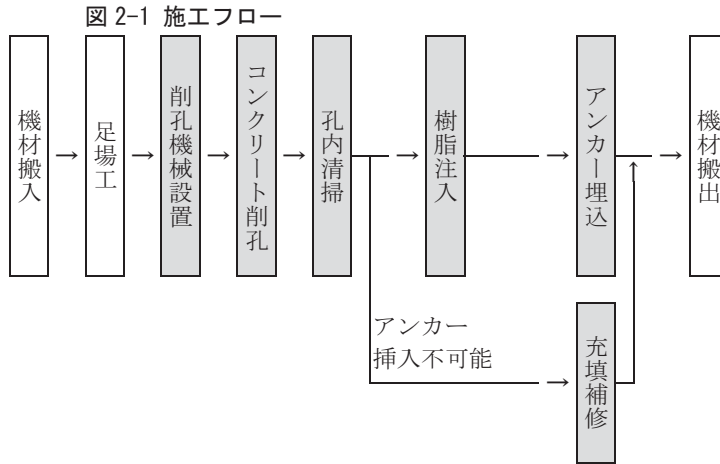 図 2-1 施工フロー
機材搬入
→
足場工
→
削孔機械設置
→
コンクリート削孔
→
孔内清掃
→
樹脂注入
→
アンカー埋込
→
機材搬出
アンカー
挿入不可能
→
充填補修